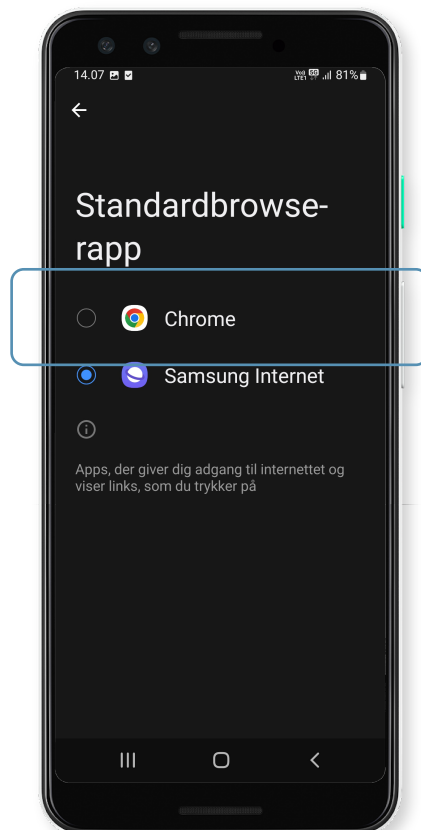 14.07 81%
Standardbrowse-
rapp
Chrome
Samsung Internet
Apps, der giver dig adgang til internettet og
viser links, som du trykker på